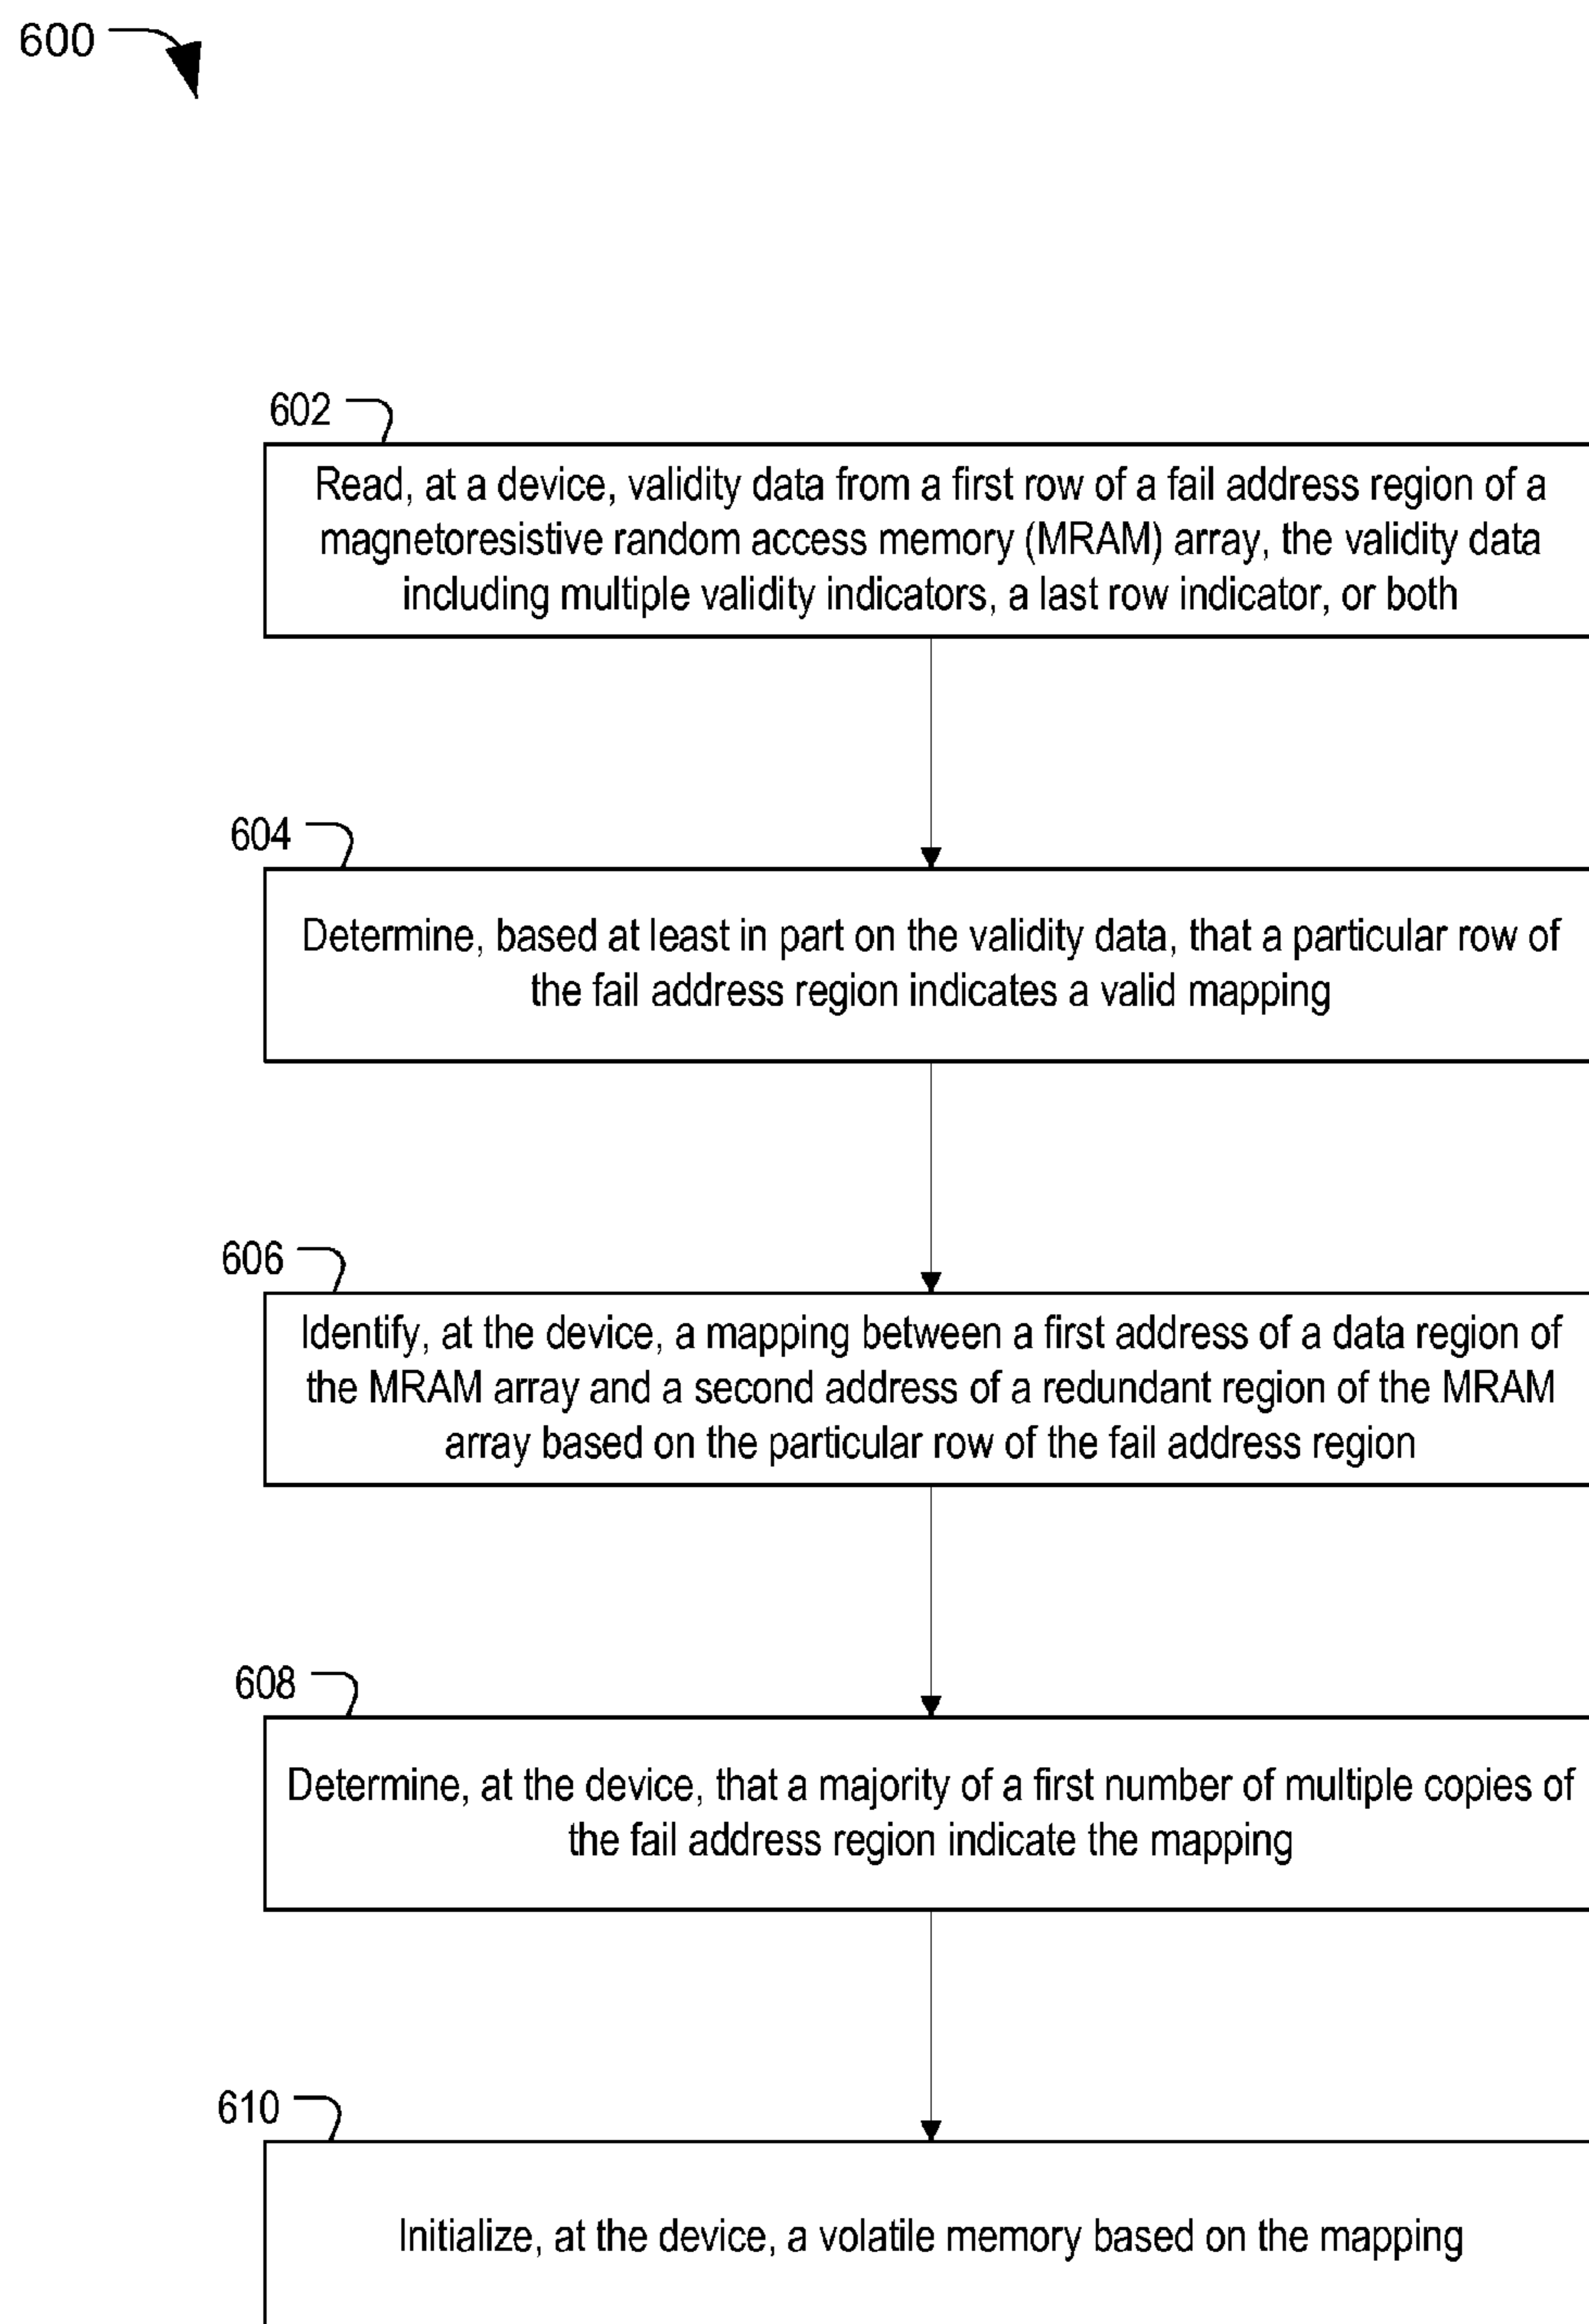 600
602
Read, at a device, validity data from a first row of a fail address region of a
magnetoresistive random access memory (MRAM) array, the validity data
including multiple validity indicators, a last row indicator, or both
604
Determine, based at least in part on the validity data, that a particular row of
the fail address region indicates a valid mapping
606
Identify, at the device, a mapping between a first address of a data region of
the MRAM array and a second address of a redundant region of the MRAM
array based on the particular row of the fail address region
608
Determine, at the device, that a majority of a first number of multiple copies of
the fail address region indicate the mapping
610
Initialize, at the device, a volatile memory based on the mapping